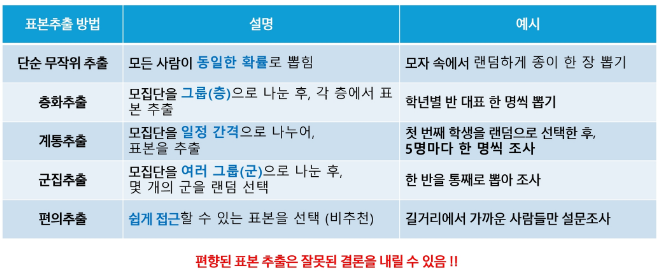 표본추출 방법 설명 예시
단순 무작위 추출 모든 사람이 동일한 확률로 뽑힘 모자 속에서 랜덤하게 종이 한 장 뽑기
층화추출 모집단을 그룹(층)으로 나눈 후, 각 층에서 표
본 추출 학년별 반 대표 한 명씩 뽑기
계통추출 모집단을 일정 간격으로 나누어,
표본을 추출 첫 번째 학생을 랜덤으로 선택한 후,
5명마다 한 명씩 조사
군집추출 모집단을 여러 그룹(군)으로 나눈 후,
몇 개의 군을 랜덤 선택 한 반을 통째로 뽑아 조사
편의추출 쉽게 접근할 수 있는 표본을 선택 (비추천) 길거리에서 가까운 사람들만 설문조사
편향된 표본 추출은 잘못된 결론을 내릴 수 있음 !!